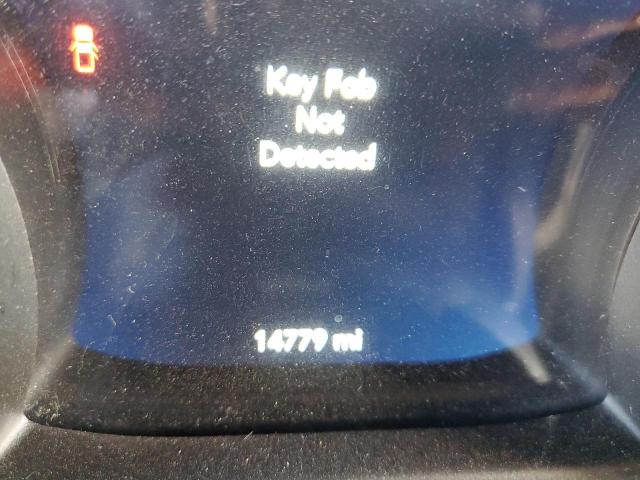 Key Fob
Not
Detected
14779 mi